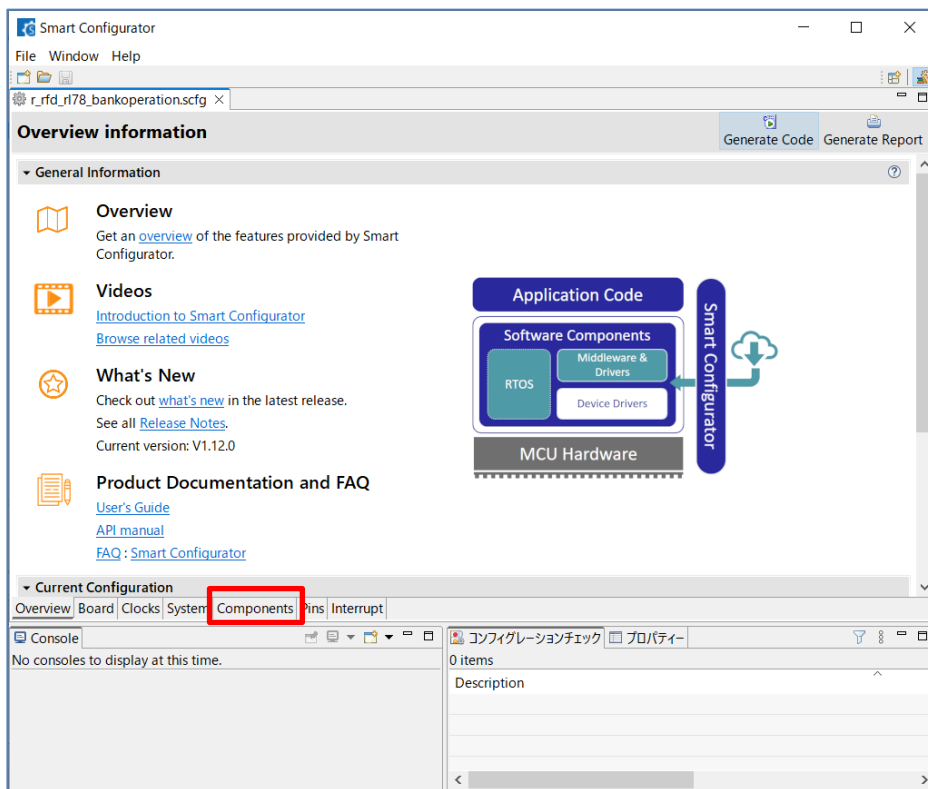 Smart Configurator
File Window Help
r_rfd_rl78_bankoperation.scfg
Overview information
Generate Code Generate Report
General Information
Overview
Get an overview of the features provided by Smart
Configurator.
Videos
Introduction to Smart Configurator
Browse related videos
What's New
Check out what's new in the latest release.
See all Release Notes.
Current version: V1.12.0
Product Documentation and FAQ
User's Guide
API manual
FAQ : Smart Configurator
Application Code
Software Components
RTOS
Middleware &
Drivers
Device Drivers
MCU Hardware
Smart Configurator
Current Configuration
Overview Board Clocks System Components Pins Interrupt
Console
No consoles to display at this time.
コンフィグレーションチェック プロパティー
0 items
Description